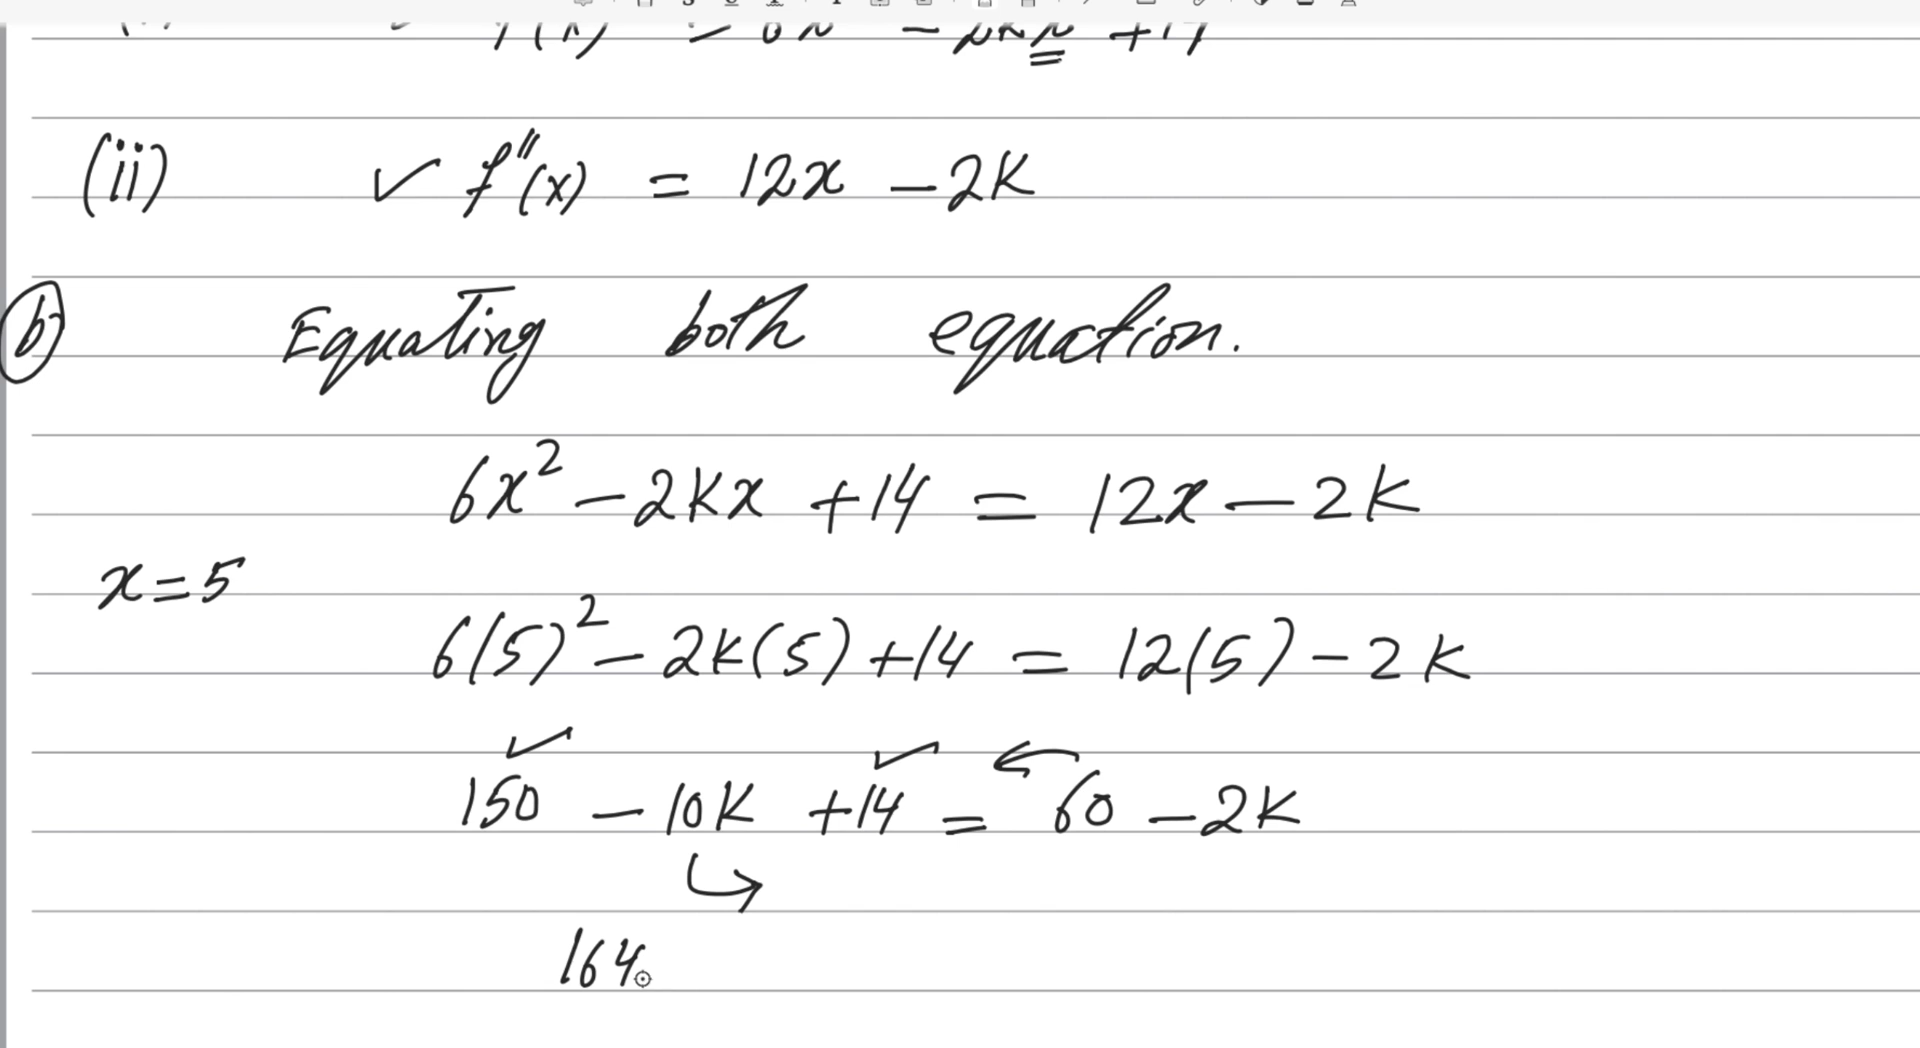 (ii) ✓ f''(x) = 12x - 2K
b) Equating both equation.
6x² - 2Kx + 14 = 12x - 2K
x = 5
6(5)² - 2K(5) + 14 = 12(5) - 2K
150 - 10K + 14 = 60 - 2K
164